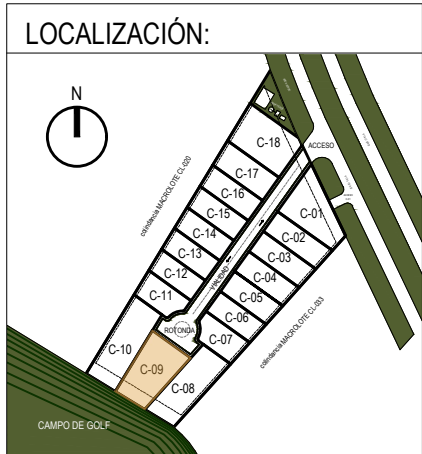 LOCALIZACIÓN:
N
ACCESO
C-18
C-17
C-16
C-15
C-14
C-13
C-12
C-11
C-10
C-09
C-08
C-07
C-06
C-05
C-04
C-03
C-02
C-01
colindancia MACROLOTE CL-020
VIALIDAD
ROTONDA
colindancia MACROLOTE CL-033
CAMPO DE GOLF